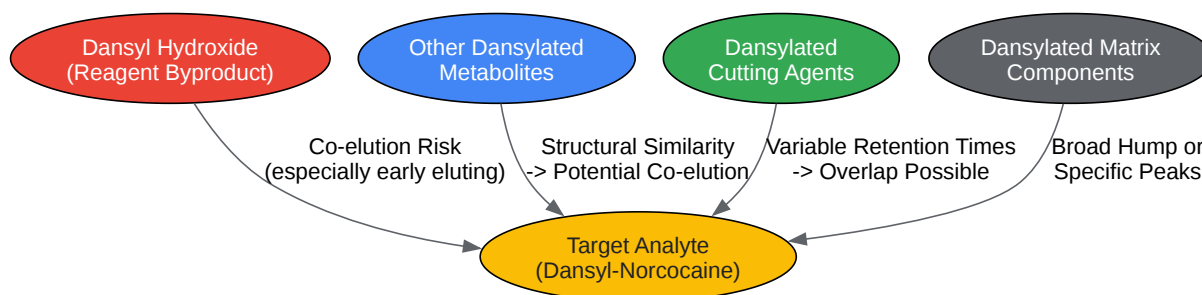 Dansyl Hydroxide
(Reagent Byproduct)
Other Dansylated
Metabolites
Dansylated
Cutting Agents
Dansylated Matrix
Components
Co-elution Risk
(especially early eluting)
Structural Similarity
-> Potential Co-elution
Variable Retention Times
-> Overlap Possible
Broad Hump or
Specific Peaks
Target Analyte
(Dansyl-Norcocaine)